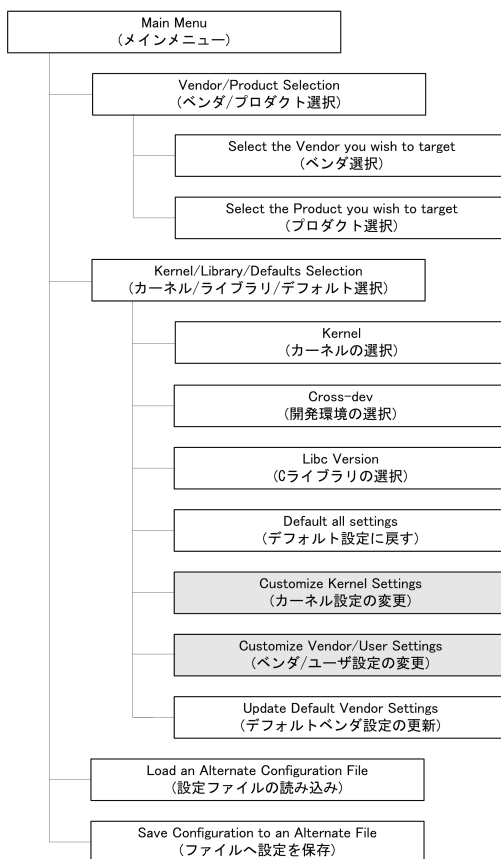 Main Menu
(メインメニュー)
Vendor/Product Selection
(ベンダ/プロダクト選択)
Select the Vendor you wish to target
(ベンダ選択)
Select the Product you wish to target
(プロダクト選択)
Kernel/Library/Defaults Selection
(カーネル/ライブラリ/デフォルト選択)
Kernel
(カーネルの選択)
Cross-dev
(開発環境の選択)
Libc Version
(Cライブラリの選択)
Default all settings
(デフォルト設定に戻す)
Customize Kernel Settings
(カーネル設定の変更)
Customize Vendor/User Settings
(ベンダ/ユーザ設定の変更)
Update Default Vendor Settings
(デフォルトベンダ設定の更新)
Load an Alternate Configuration File
(設定ファイルの読み込み)
Save Configuration to an Alternate File
(ファイルへ設定を保存)